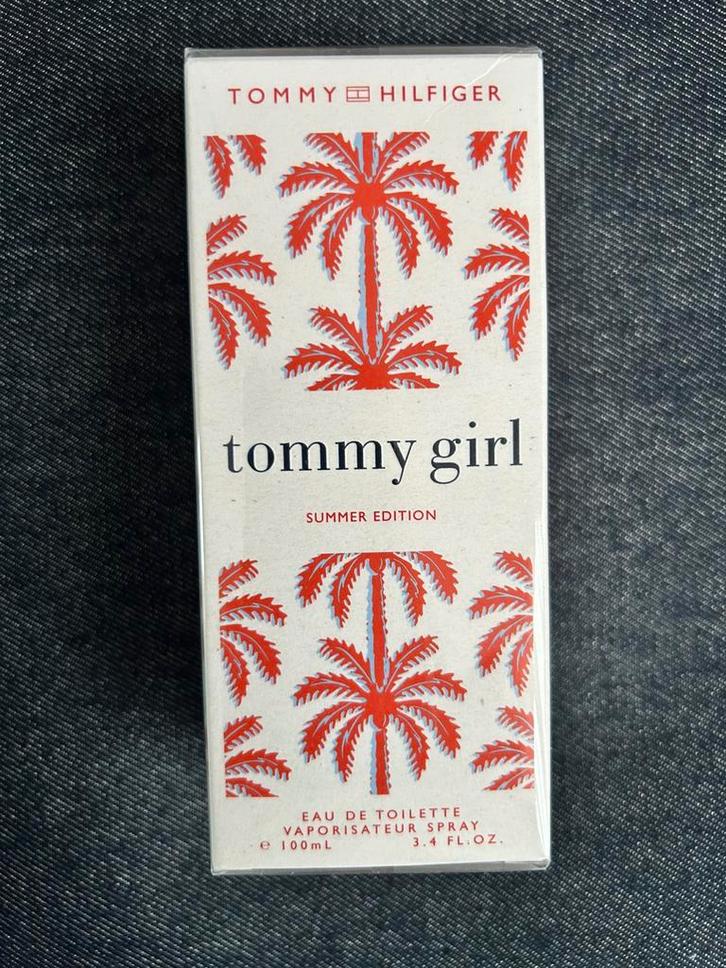 TOMMY HILFIGER
tommy girl
SUMMER EDITION
EAU DE TOILETTE
VAPORISATEUR SPRAY
e 100mL 3.4 FL.OZ.